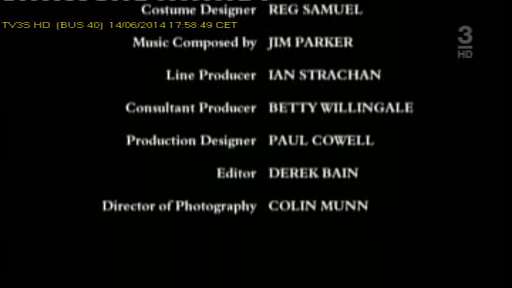 Costume Designer REG SAMUEL
TV3S HD (BUS 40) 14/06/2014 17:58:49 CET
3
HD
Music Composed by JIM PARKER
Line Producer IAN STRACHAN
Consultant Producer BETTY WILLINGALE
Production Designer PAUL COWELL
Editor DEREK BAIN
Director of Photography COLIN MUNN